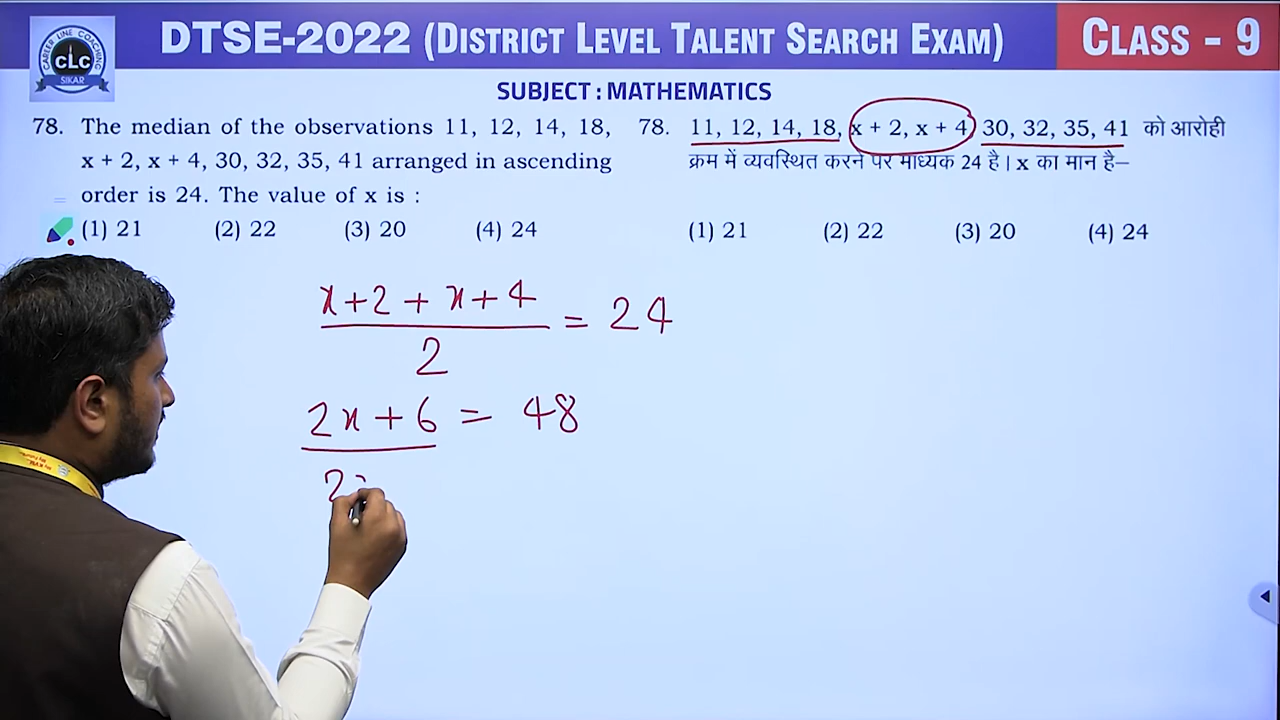 CAREER LINE COACHING
CLC
SIKAR
DTSE-2022 (DISTRICT LEVEL TALENT SEARCH EXAM)
CLASS - 9
SUBJECT : MATHEMATICS
78. The median of the observations 11, 12, 14, 18,
x + 2, x + 4, 30, 32, 35, 41 arranged in ascending
order is 24. The value of x is :
(1) 21 (2) 22 (3) 20 (4) 24
78. 11, 12, 14, 18, x + 2, x + 4, 30, 32, 35, 41 को आरोही
क्रम में व्यवस्थित करने पर माध्यक 24 है। x का मान है–
(1) 21 (2) 22 (3) 20 (4) 24
x+2 + x+4
2
= 24
2x+6 = 48
2